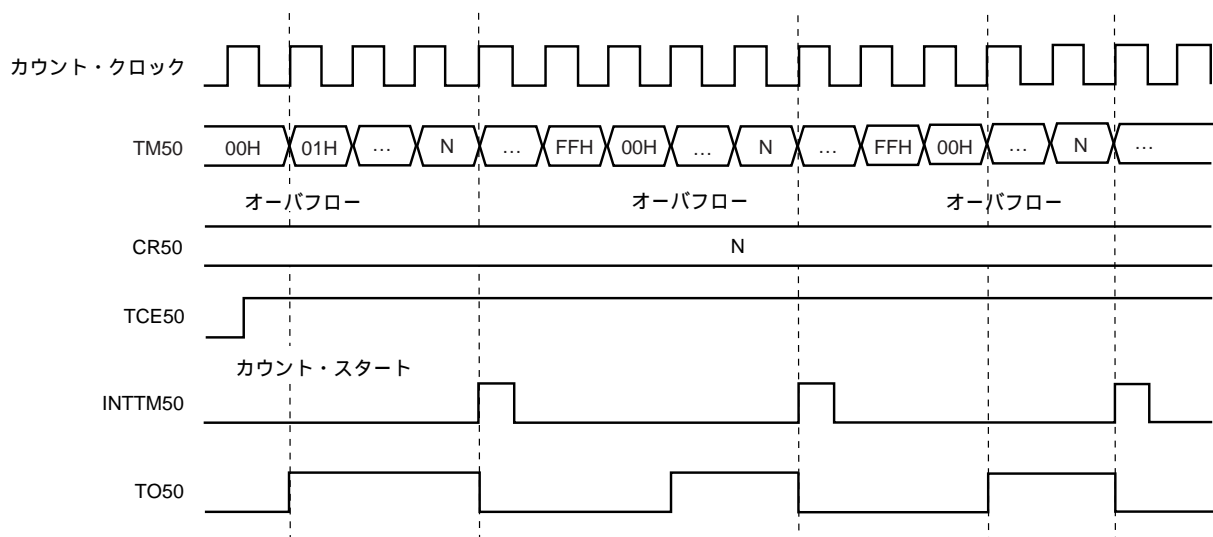 カウント・クロック
TM50 00H 01H … N … FFH 00H … N … FFH 00H … N …
オーバフロー オーバフロー オーバフロー
CR50 N
TCE50
カウント・スタート
INTTM50
TO50